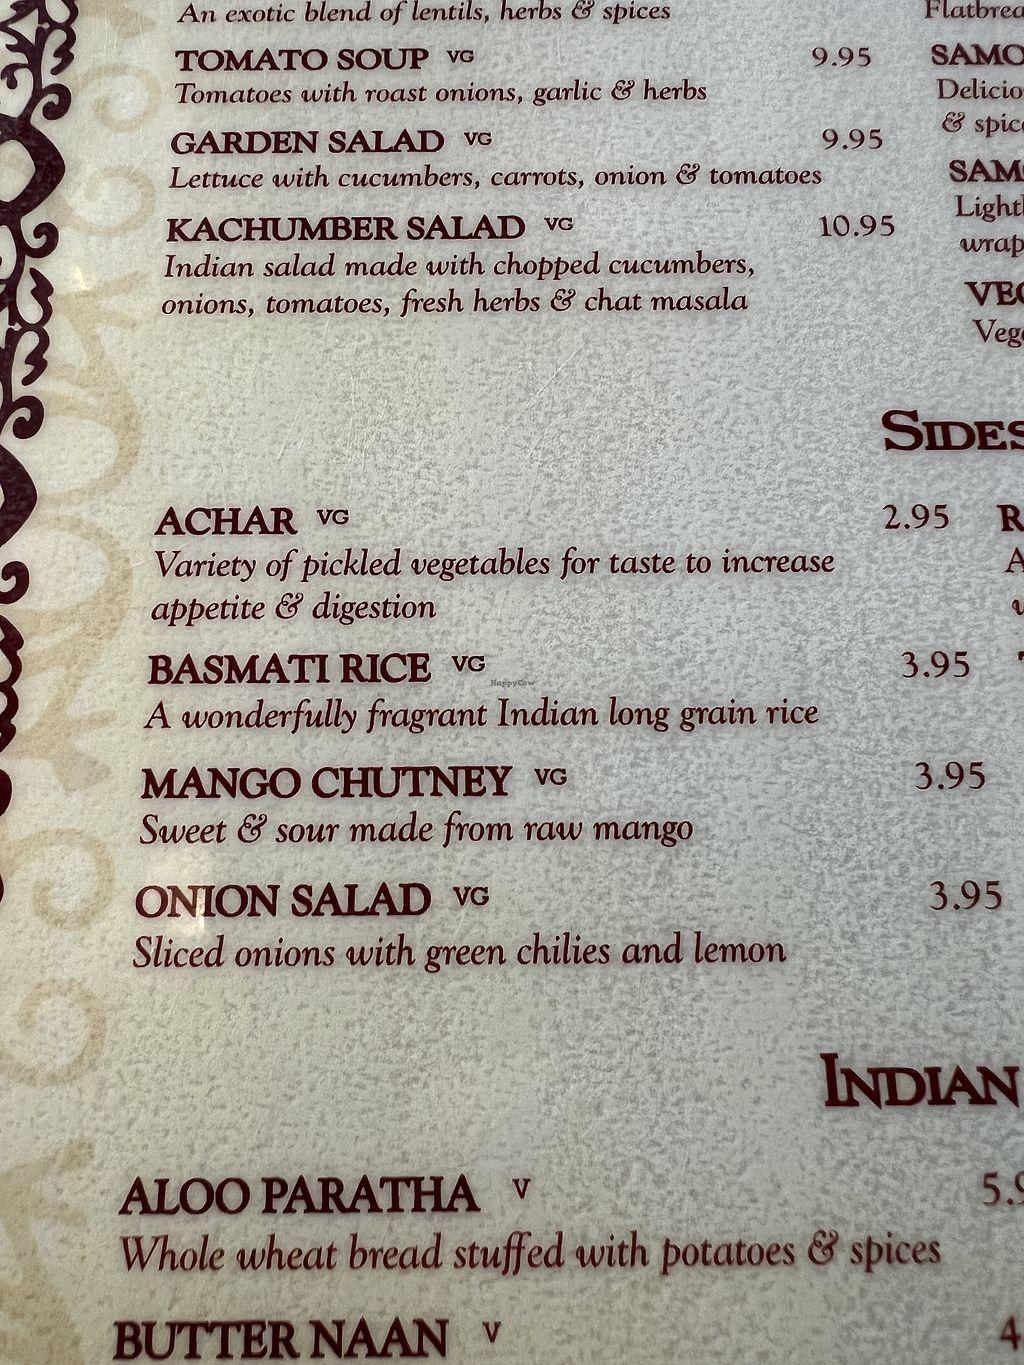 An exotic blend of lentils, herbs & spices
TOMATO SOUP VG 9.95
Tomatoes with roast onions, garlic & herbs
GARDEN SALAD VG 9.95
Lettuce with cucumbers, carrots, onion & tomatoes
KACHUMBER SALAD VG 10.95
Indian salad made with chopped cucumbers,
onions, tomatoes, fresh herbs & chat masala
& spice
SIDES
ACHAR VG 2.95
Variety of pickled vegetables for taste to increase
appetite & digestion
BASMATI RICE VG 3.95
HappyCow
A wonderfully fragrant Indian long grain rice
MANGO CHUTNEY VG 3.95
Sweet & sour made from raw mango
ONION SALAD VG 3.95
Sliced onions with green chilies and lemon
INDIAN
ALOO PARATHA V
Whole wheat bread stuffed with potatoes & spices
BUTTER NAAN V